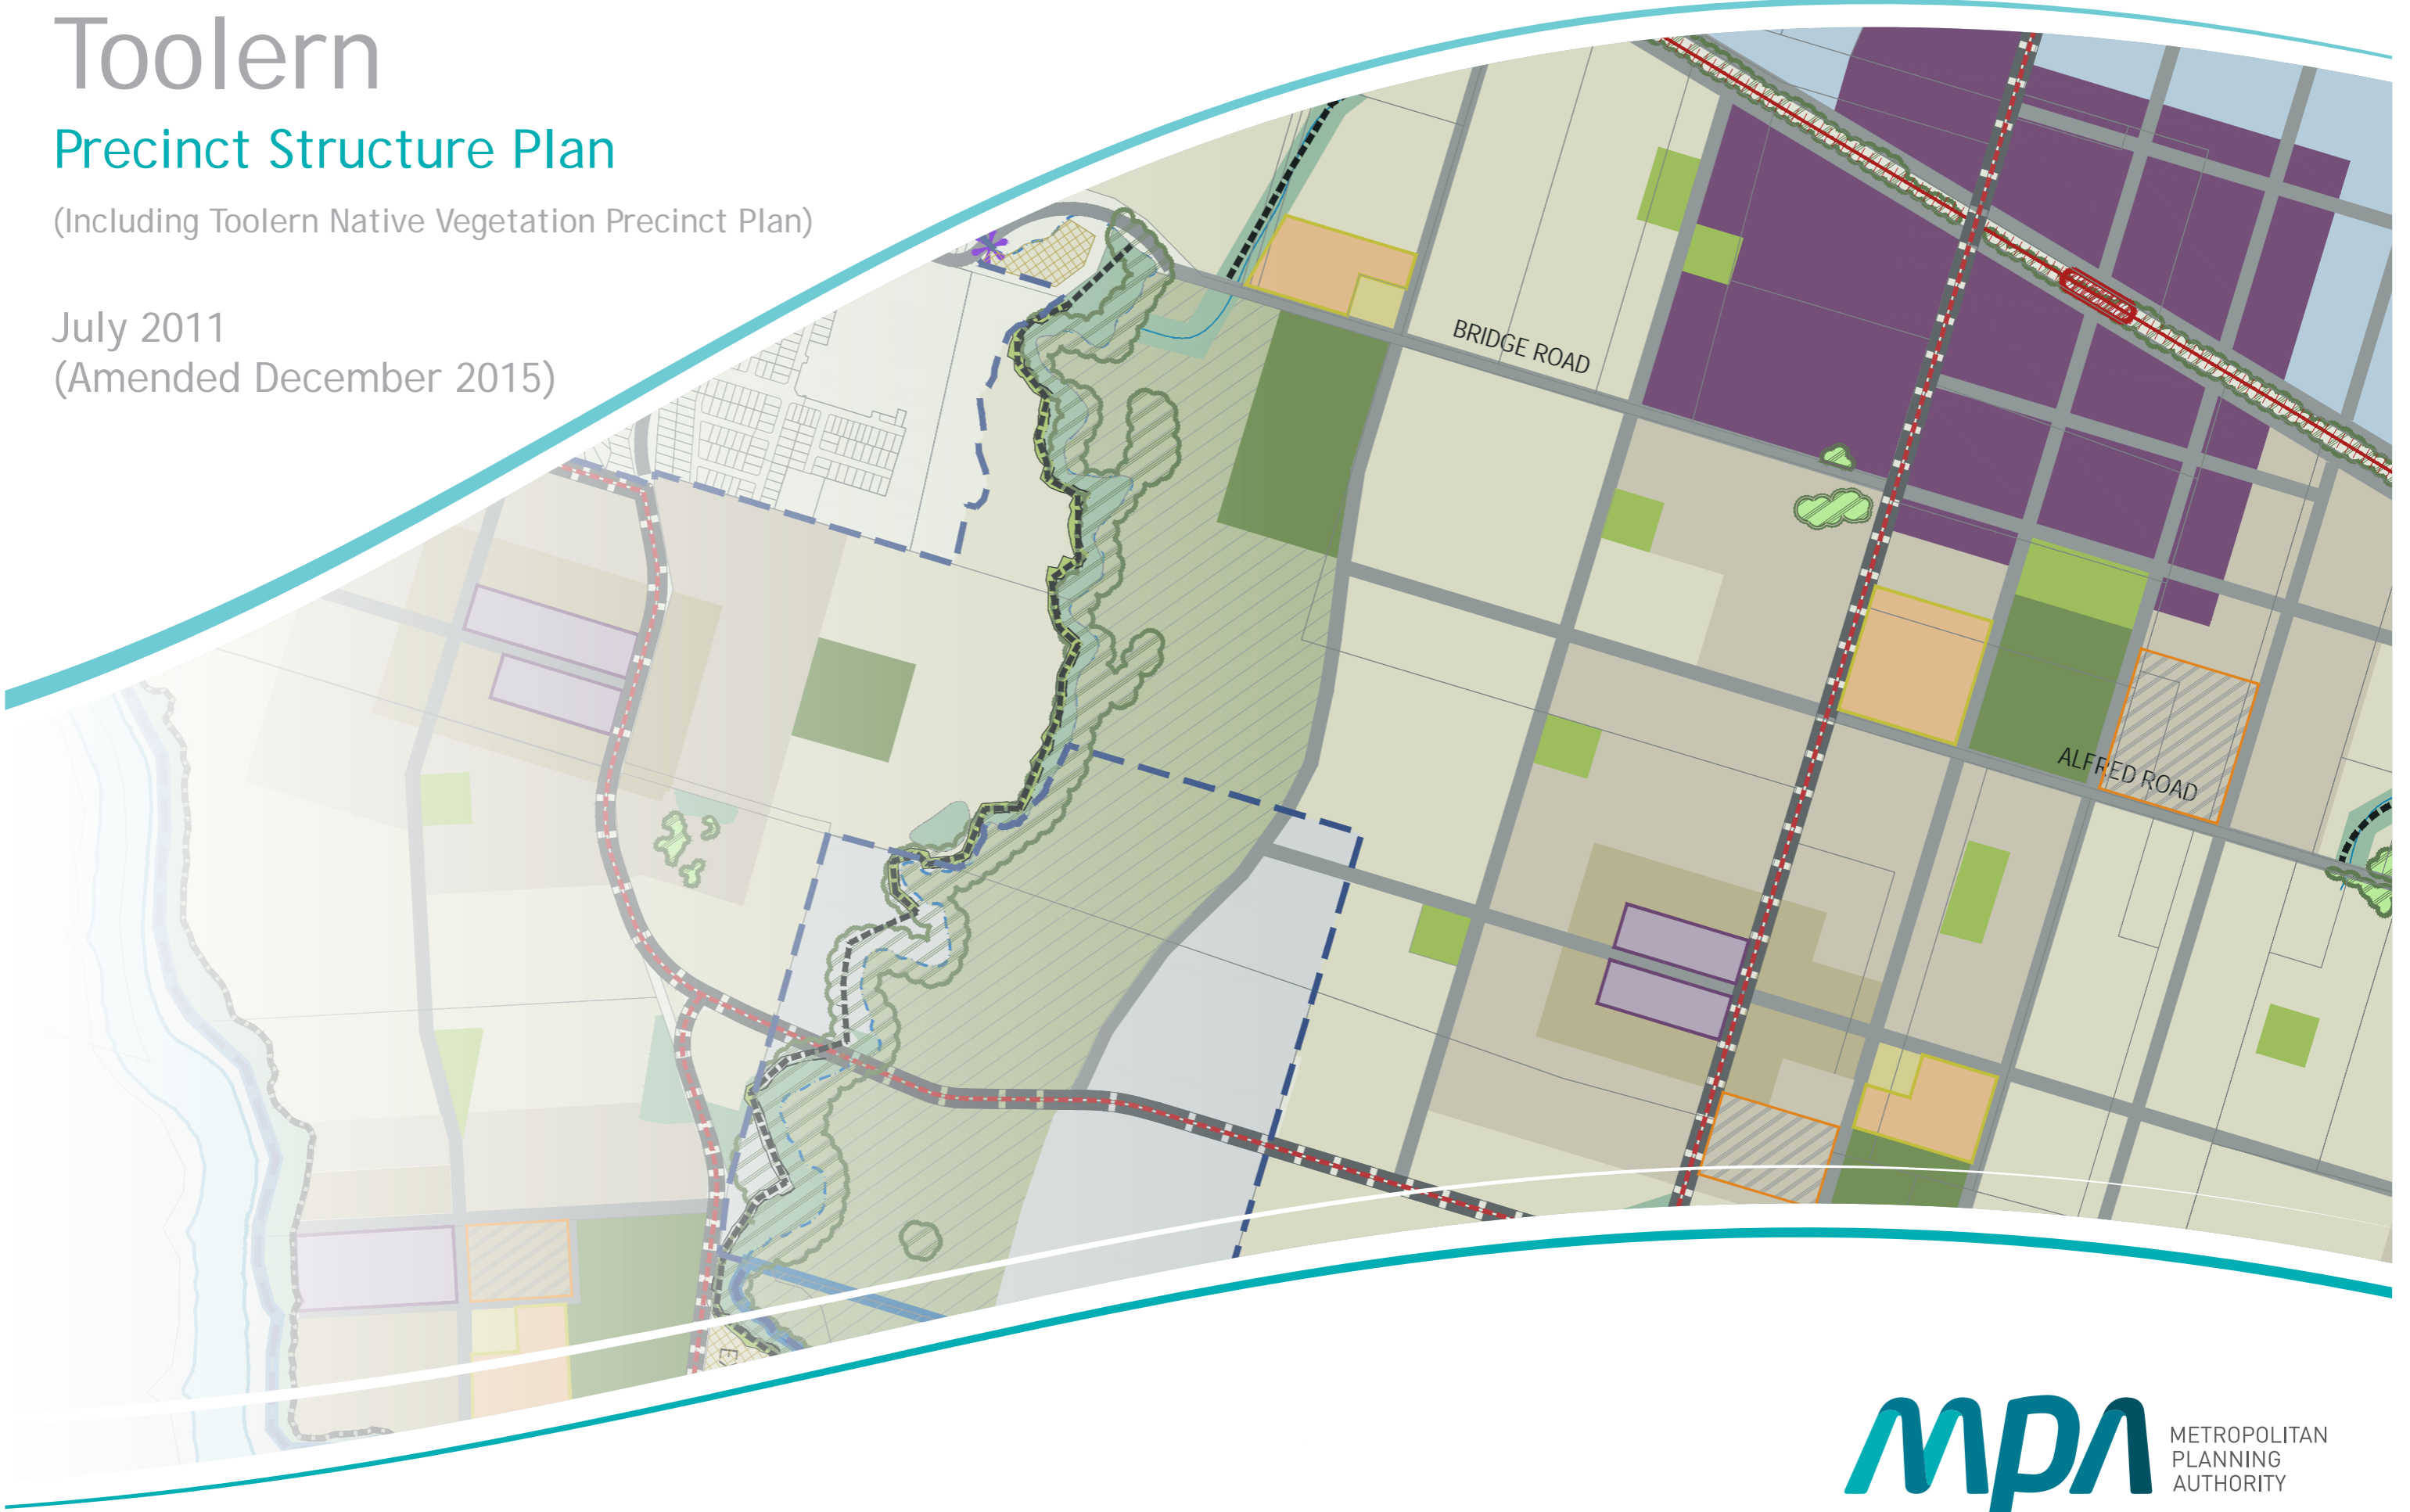 Toolern
Precinct Structure Plan
(Including Toolern Native Vegetation Precinct Plan)
July 2011
(Amended December 2015)
BRIDGE ROAD
ALFRED ROAD
mpa
METROPOLITAN
PLANNING
AUTHORITY